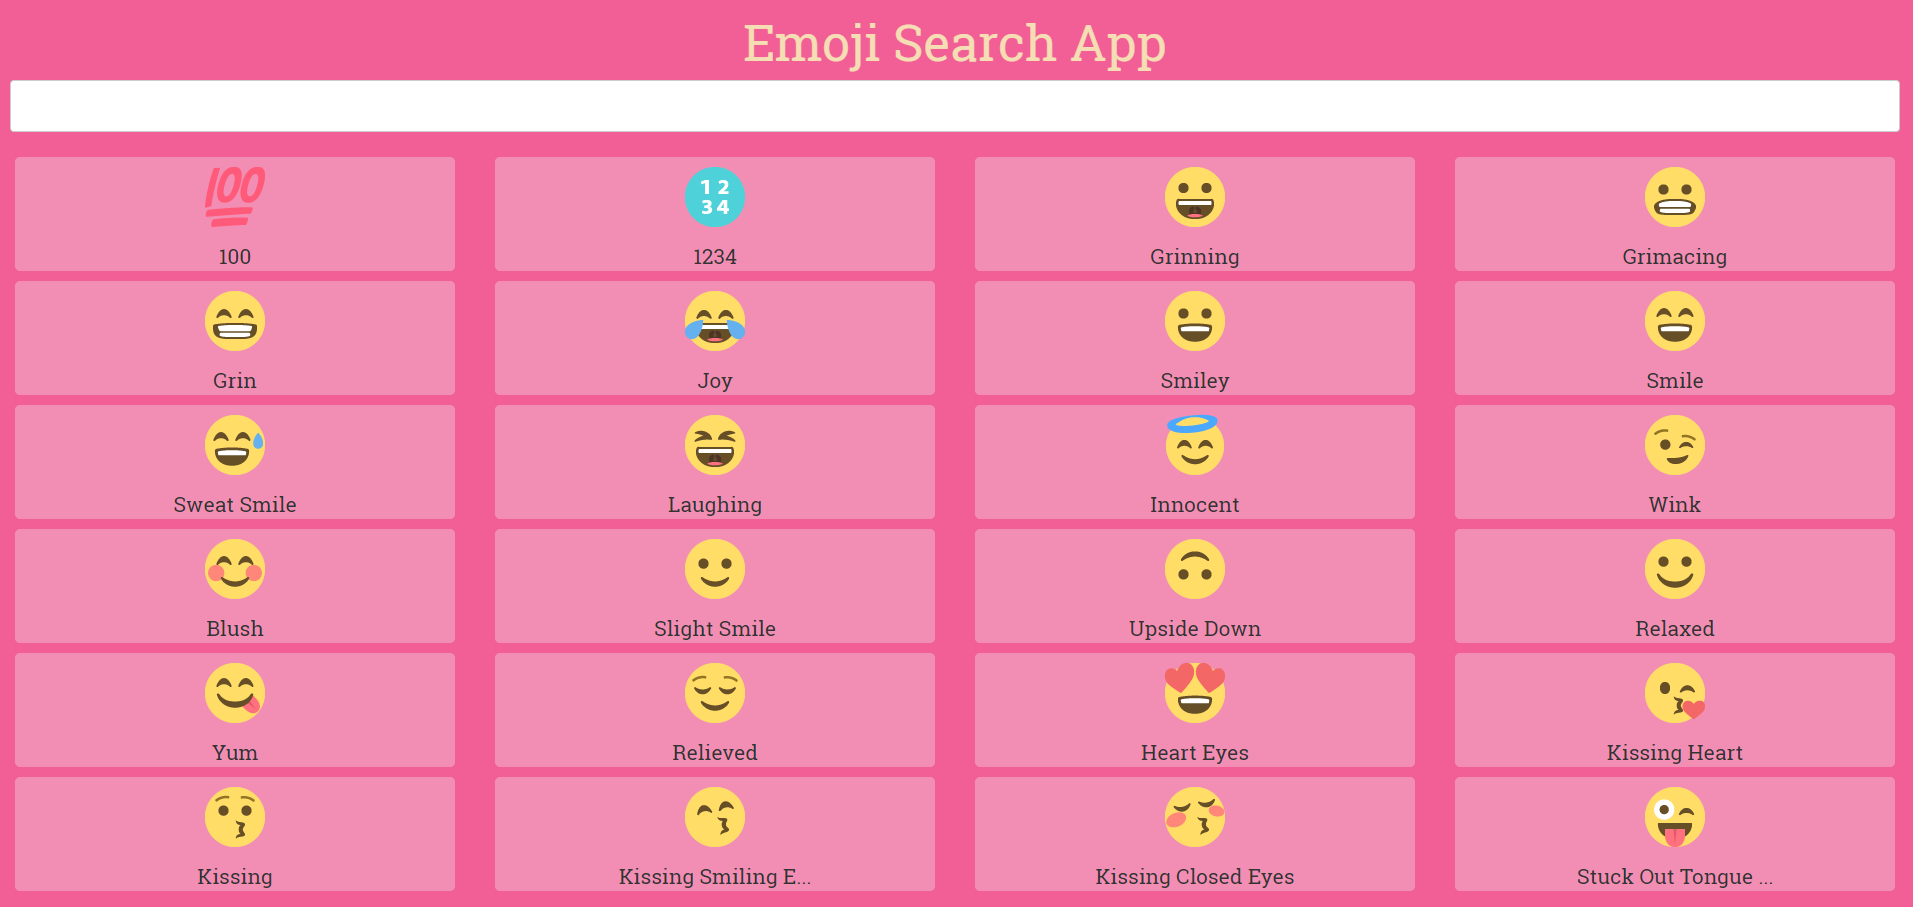 Emoji Search App
100
1 2
3 4
100
1234
Grinning
Grimacing
Grin
Joy
Smiley
Smile
Sweat Smile
Laughing
Innocent
Wink
Blush
Slight Smile
Upside Down
Relaxed
Yum
Relieved
Heart Eyes
Kissing Heart
Kissing
Kissing Smiling E...
Kissing Closed Eyes
Stuck Out Tongue ...